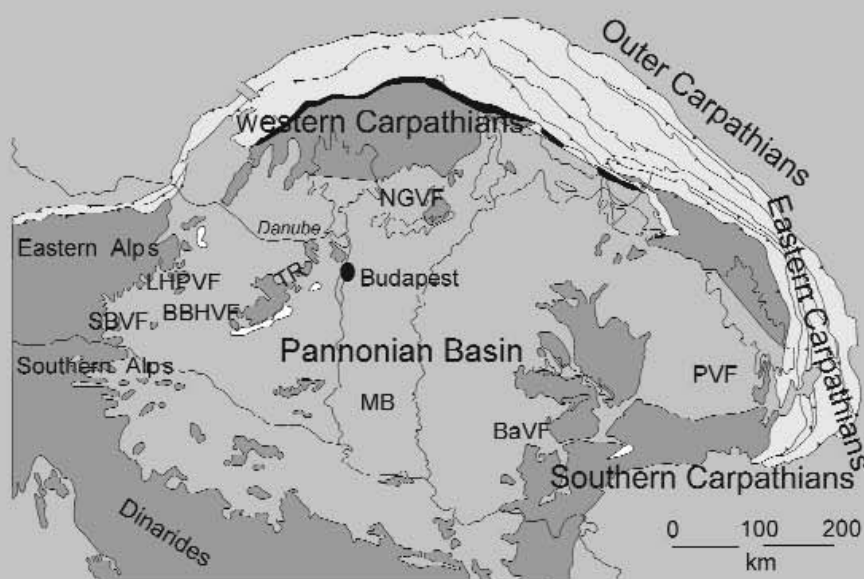 Outer Carpathians
western Carpathians
NGVF
Eastern Carpathians
Danube
Eastern Alps
LHPVF
TR
Budapest
BBHVF
SBVF
Pannonian Basin
Southern Alps
PVF
MB
BaVF
Southern Carpathians
Dinarides
0 100 200
km